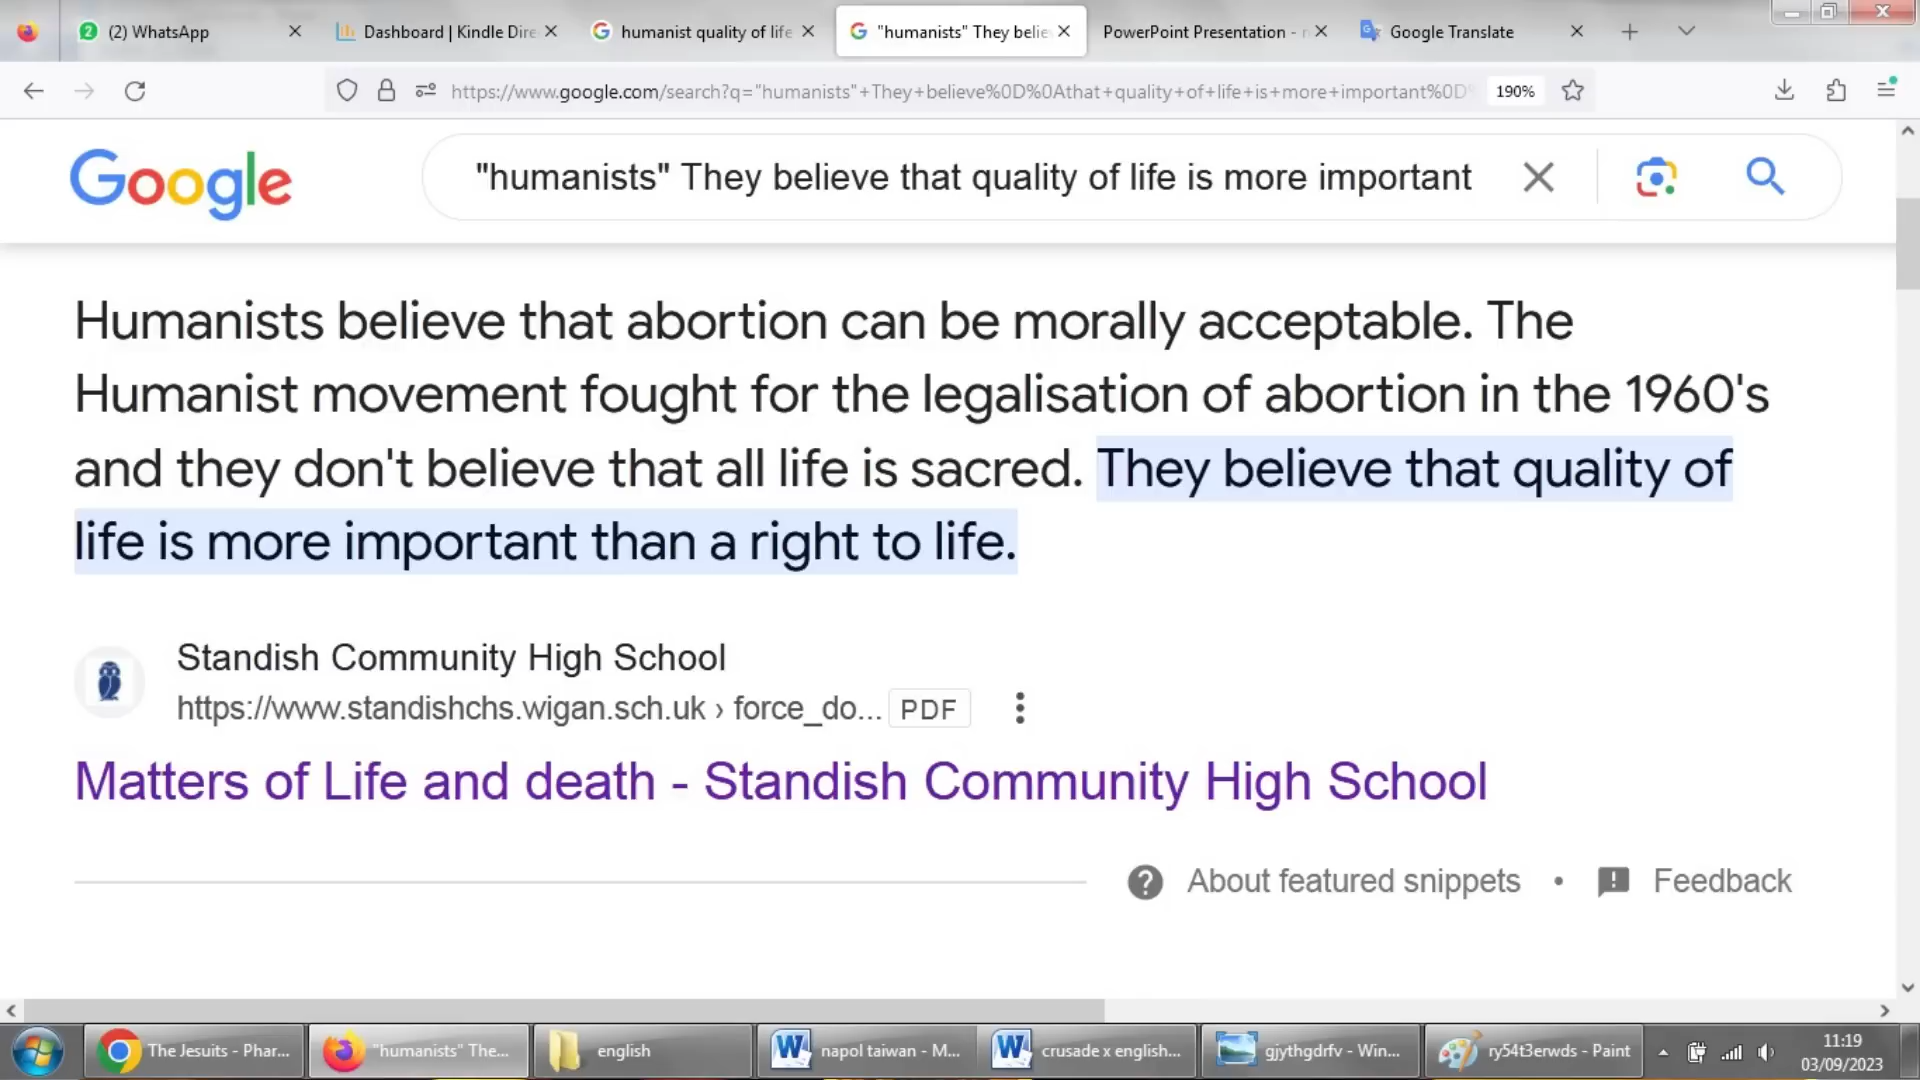 (2) WhatsApp
Dashboard | Kindle Dire
humanist quality of life
"humanists" They belie
PowerPoint Presentation -
Google Translate
https://www.google.com/search?q="humanists"+They+believe%0D%0Athat+quality+of+life+is+more+important%0D%
190%
Google
"humanists" They believe that quality of life is more important
Humanists believe that abortion can be morally acceptable. The
Humanist movement fought for the legalisation of abortion in the 1960's
and they don't believe that all life is sacred. They believe that quality of
life is more important than a right to life.
Standish Community High School
https://www.standishchs.wigan.sch.uk › force_do... PDF
Matters of Life and death - Standish Community High School
About featured snippets • Feedback
The Jesuits - Phar...
"humanists" The...
english
napol taiwan - M...
crusade x english...
gjythgdrfv - Win...
ry54t3erwds - Paint
11:19
03/09/2023